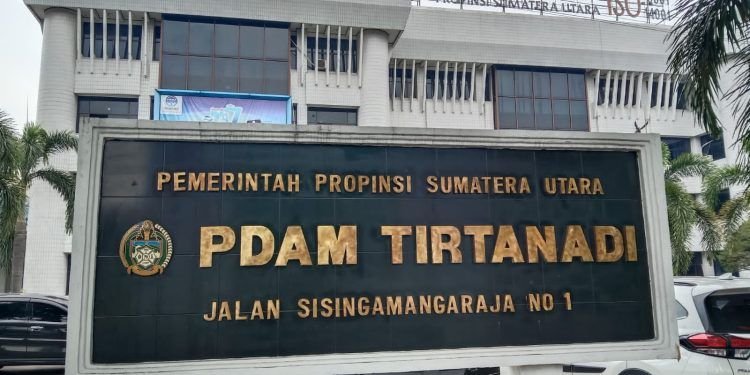 PROPINSI SUMATERA UTARA
PEMERINTAH PROPINSI SUMATERA UTARA
PDAM TIRTANADI
JALAN SISINGAMANGARAJA NO 1